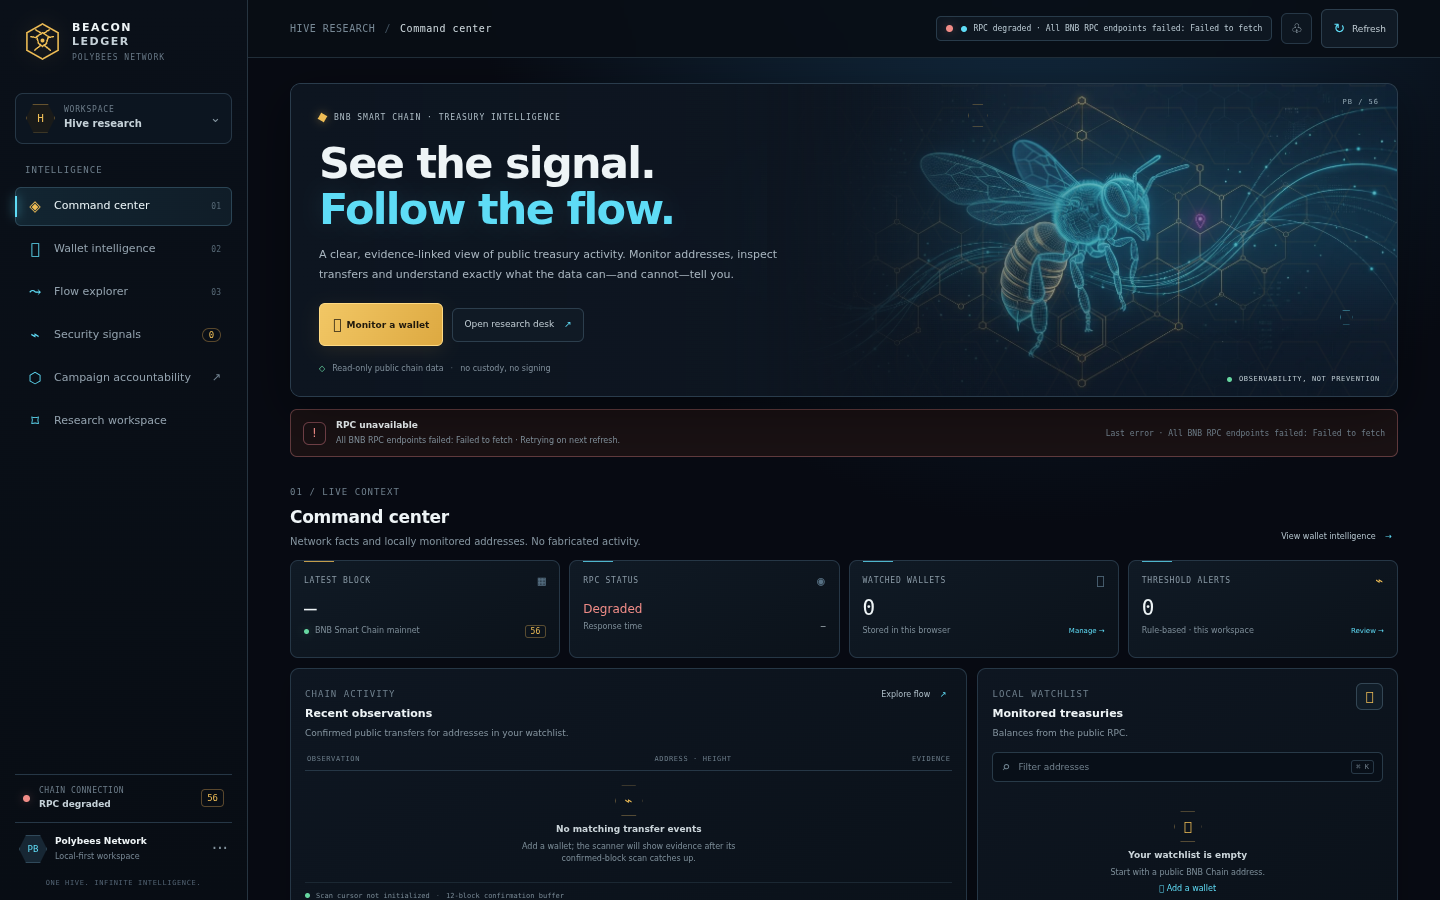 BEACON
LEDGER
POLYBEES NETWORK
H
WORKSPACE
Hive research
INTELLIGENCE
Command center
01
Wallet intelligence
02
Flow explorer
03
Security signals
0
Campaign accountability ↗
Research workspace
CHAIN CONNECTION
RPC degraded
56
PB
Polybees Network
Local-first workspace
···
ONE HIVE. INFINITE INTELLIGENCE.
HIVE RESEARCH / Command center
RPC degraded · All BNB RPC endpoints failed: Failed to fetch
↻ Refresh
BNB SMART CHAIN · TREASURY INTELLIGENCE
PB / 56
See the signal.
Follow the flow.
A clear, evidence-linked view of public treasury activity. Monitor addresses, inspect
transfers and understand exactly what the data can—and cannot—tell you.
Monitor a wallet
Open research desk ↗
Read-only public chain data · no custody, no signing
OBSERVABILITY, NOT PREVENTION
!
RPC unavailable
All BNB RPC endpoints failed: Failed to fetch · Retrying on next refresh.
Last error · All BNB RPC endpoints failed: Failed to fetch
01 / LIVE CONTEXT
Command center
Network facts and locally monitored addresses. No fabricated activity.
View wallet intelligence →
LATEST BLOCK
—
BNB Smart Chain mainnet
56
RPC STATUS
Degraded
Response time
—
WATCHED WALLETS
0
Stored in this browser
Manage →
THRESHOLD ALERTS
0
Rule-based · this workspace
Review →
CHAIN ACTIVITY
Explore flow ↗
Recent observations
Confirmed public transfers for addresses in your watchlist.
OBSERVATION
ADDRESS · HEIGHT
EVIDENCE
No matching transfer events
Add a wallet; the scanner will show evidence after its
confirmed-block scan catches up.
Scan cursor not initialized · 12-block confirmation buffer
LOCAL WATCHLIST
Monitored treasuries
Balances from the public RPC.
Filter addresses
⌘ K
Your watchlist is empty
Start with a public BNB Chain address.
Add a wallet